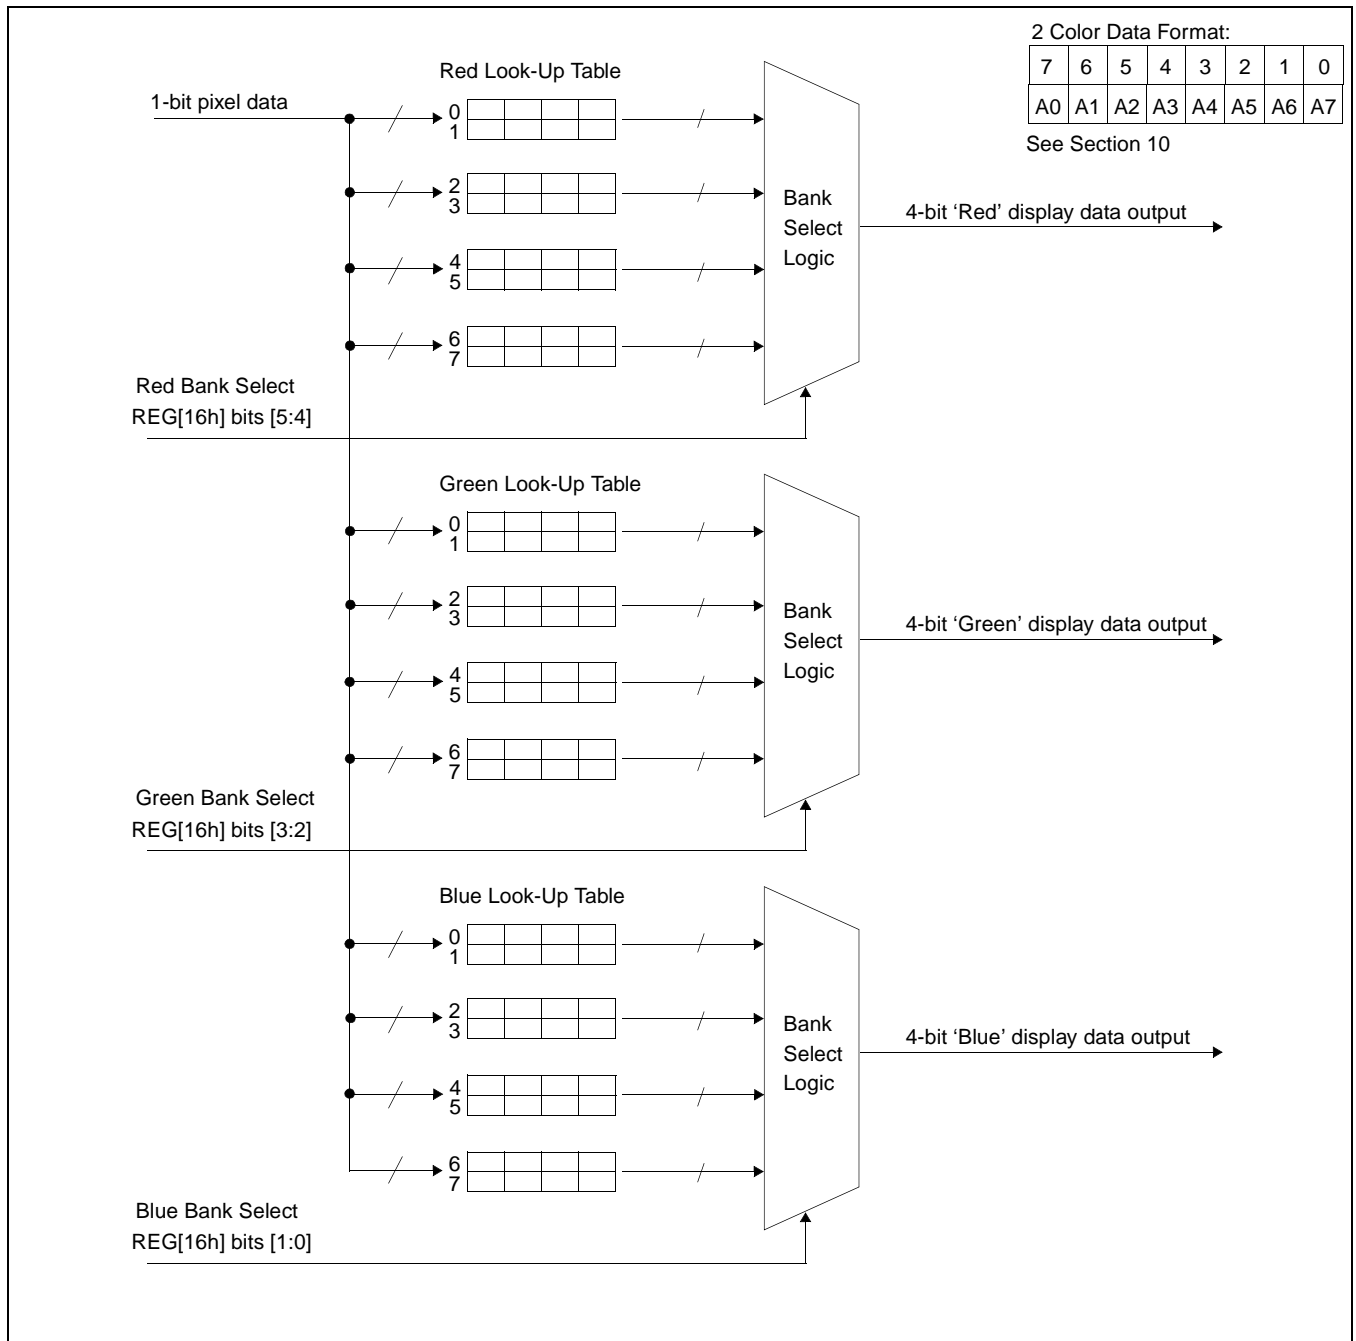 2 Color Data Format:
7 6 5 4 3 2 1 0
A0 A1 A2 A3 A4 A5 A6 A7
See Section 10
Red Look-Up Table
1-bit pixel data
0
1
2
3
4
5
6
7
Bank
Select
Logic
4-bit ‘Red’ display data output
Red Bank Select
REG[16h] bits [5:4]
Green Look-Up Table
0
1
2
3
4
5
6
7
Bank
Select
Logic
4-bit ‘Green’ display data output
Green Bank Select
REG[16h] bits [3:2]
Blue Look-Up Table
0
1
2
3
4
5
6
7
Bank
Select
Logic
4-bit ‘Blue’ display data output
Blue Bank Select
REG[16h] bits [1:0]